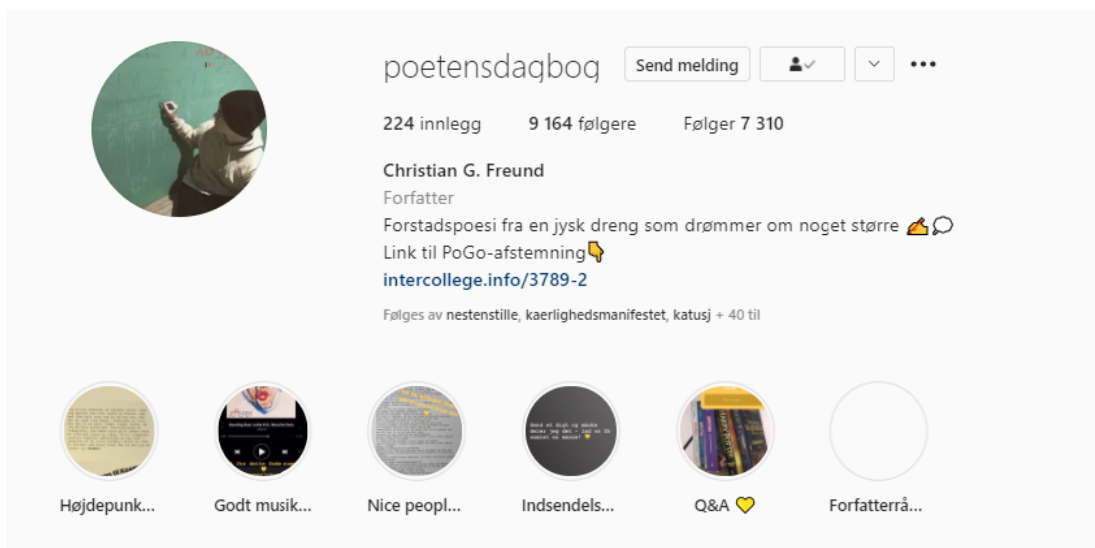 poetensdagbog
Send melding
224 innlegg 9 164 følgere Følger 7 310
Christian G. Freund
Forfatter
Forstadspoesi fra en jysk dreng som drømmer om noget større ✍️💭
Link til PoGo-afstemning👇
intercollege.info/3789-2
Følges av nestenstille, kaerlighedsmanifestet, katusj + 40 til
Højdepunk... Godt musik... Nice peopl... Indsendels... Q&A 💛 Forfatterrå...